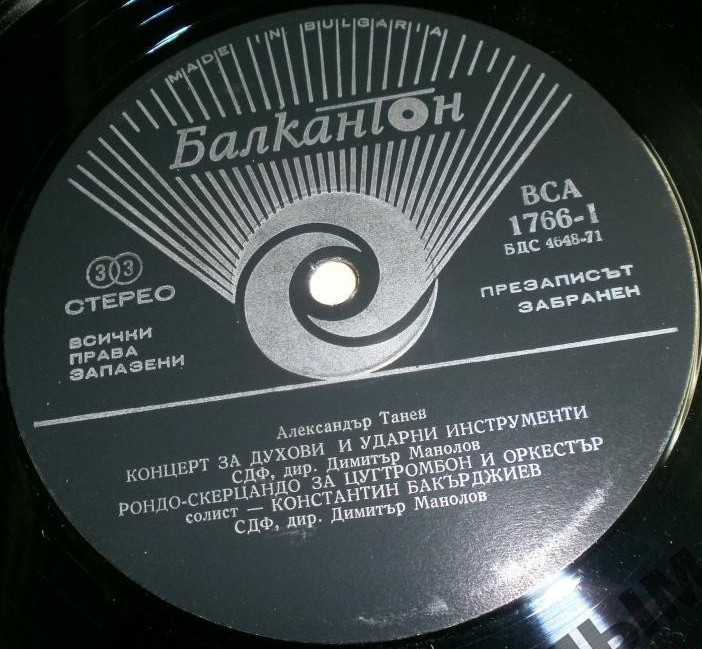 MADE IN BULGARIA
Балкантон
ВСА
1766-I
БДС 4648-71
33
СТЕРЕО
ПРЕЗАПИСЪТ
ЗАБРАНЕН
ВСИЧКИ
ПРАВА
ЗАПАЗЕНИ
Александър Танев
КОНЦЕРТ ЗА ДУХОВИ И УДАРНИ ИНСТРУМЕНТИ
СДФ, дир. Димитър Манолов
РОНДО-СКЕРЦАНДО ЗА ЦУГТРОМБОН И ОРКЕСТЪР
солист — КОНСТАНТИН БАКЪРДЖИЕВ
СДФ, дир. Димитър Манолов